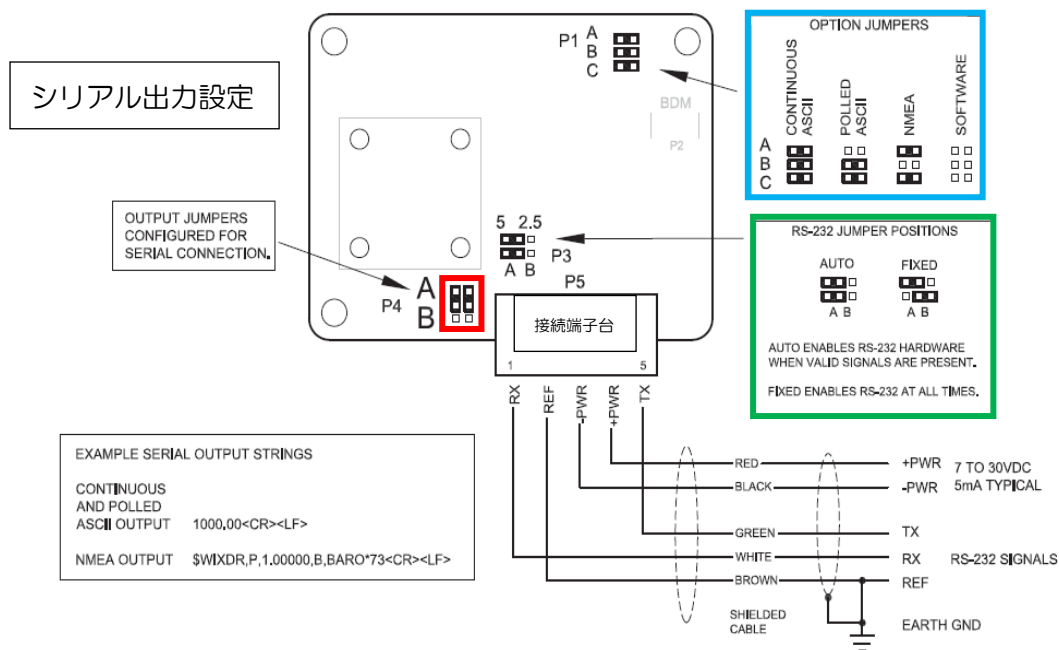 シリアル出力設定
P1
A
B
C
BDM
P2
OPTION JUMPERS
CONTINUOUS
ASCII
POLLED
ASCII
NMEA
SOFTWARE
A
B
C
OUTPUT JUMPERS
CONFIGURED FOR
SERIAL CONNECTION.
5 2.5
P3
A B
P4
A
B
P5
接続端子台
1
5
RS-232 JUMPER POSITIONS
AUTO
FIXED
A B
A B
AUTO ENABLES RS-232 HARDWARE
WHEN VALID SIGNALS ARE PRESENT.
FIXED ENABLES RS-232 AT ALL TIMES.
RX
REF
-PWR
+PWR
TX
EXAMPLE SERIAL OUTPUT STRINGS
CONTINUOUS
AND POLLED
ASCII OUTPUT 1000.00<CR><LF>
NMEA OUTPUT $WIXDR,P,1.00000,B,BARO*73<CR><LF>
RED
+PWR
7 TO 30VDC
BLACK
-PWR
5mA TYPICAL
GREEN
TX
WHITE
RX
RS-232 SIGNALS
BROWN
REF
SHIELDED
CABLE
EARTH GND